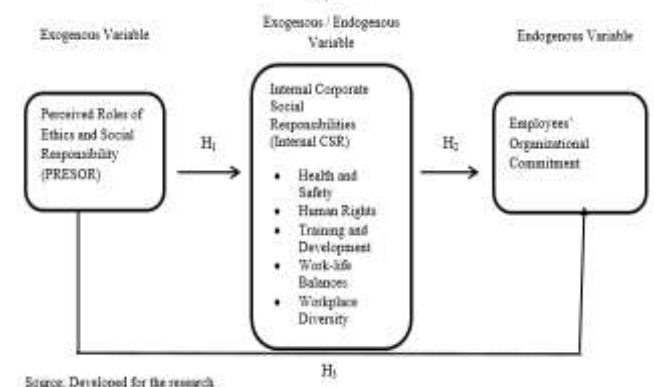 Exogenous / Endogenous
Variable
Exogenous Variable
Endogenous Variable
Perceived Roles of
Ethics and Social
Responsibility
(PRESOR)
H1
Internal Corporate
Social
Responsibilities
(Internal CSR)
• Health and
Safety
• Human Rights
• Training and
Development
• Work-life
Balances
• Workplace
Diversity
H2
Employees'
Organizational
Commitment
H3
Source: Developed for the research